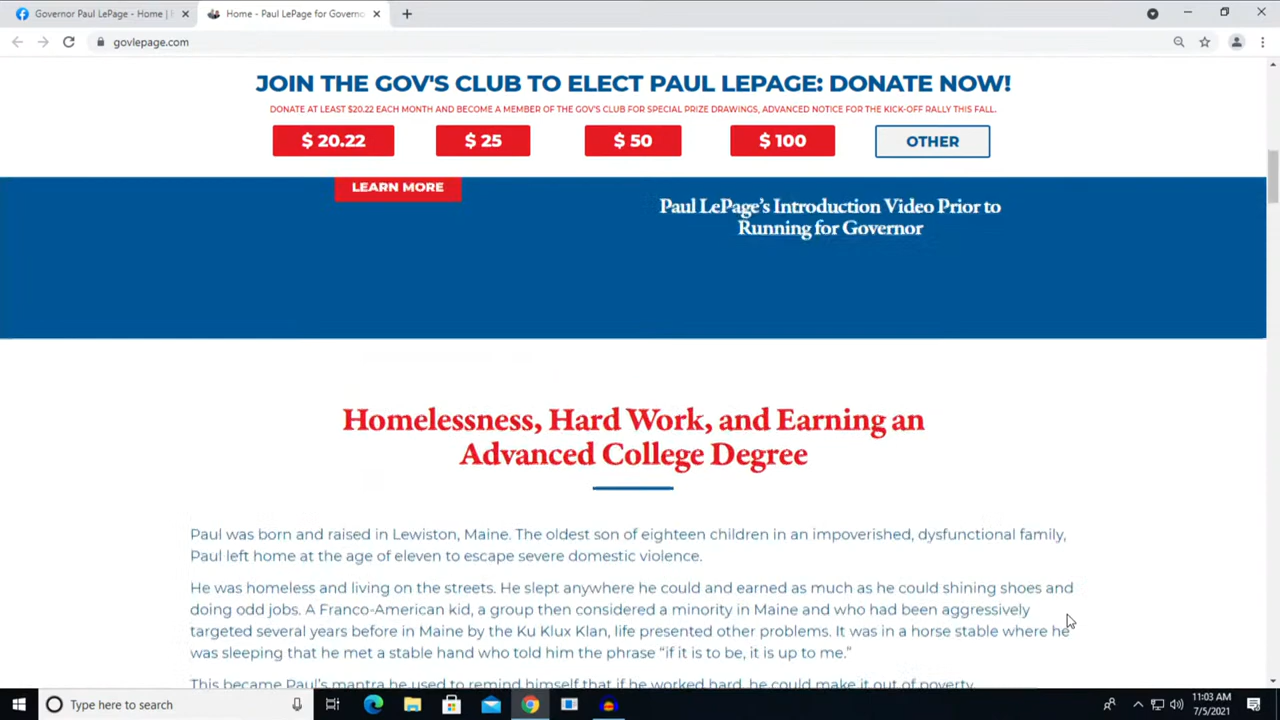 Governor Paul LePage - Home |
Home - Paul LePage for Governo
govlepage.com
JOIN THE GOV'S CLUB TO ELECT PAUL LEPAGE: DONATE NOW!
DONATE AT LEAST $20.22 EACH MONTH AND BECOME A MEMBER OF THE GOV'S CLUB FOR SPECIAL PRIZE DRAWINGS, ADVANCED NOTICE FOR THE KICK-OFF RALLY THIS FALL.
$ 20.22 $ 25 $ 50 $ 100 OTHER
LEARN MORE
Paul LePage's Introduction Video Prior to
Running for Governor
Homelessness, Hard Work, and Earning an
Advanced College Degree
Paul was born and raised in Lewiston, Maine. The oldest son of eighteen children in an impoverished, dysfunctional family,
Paul left home at the age of eleven to escape severe domestic violence.
He was homeless and living on the streets. He slept anywhere he could and earned as much as he could shining shoes and
doing odd jobs. A Franco-American kid, a group then considered a minority in Maine and who had been aggressively
targeted several years before in Maine by the Ku Klux Klan, life presented other problems. It was in a horse stable where he
was sleeping that he met a stable hand who told him the phrase “if it is to be, it is up to me.”
This became Paul's mantra he used to remind himself that if he worked hard, he could make it out of poverty.
Type here to search
11:03 AM
7/5/2021